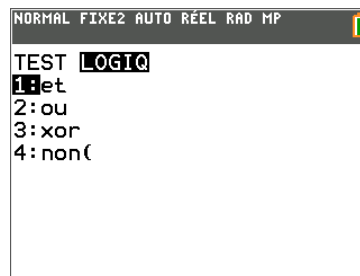 NORMAL FIXE2 AUTO RÉEL RAD MP
TEST LOGIQ
1:et
2:ou
3:xor
4:non(